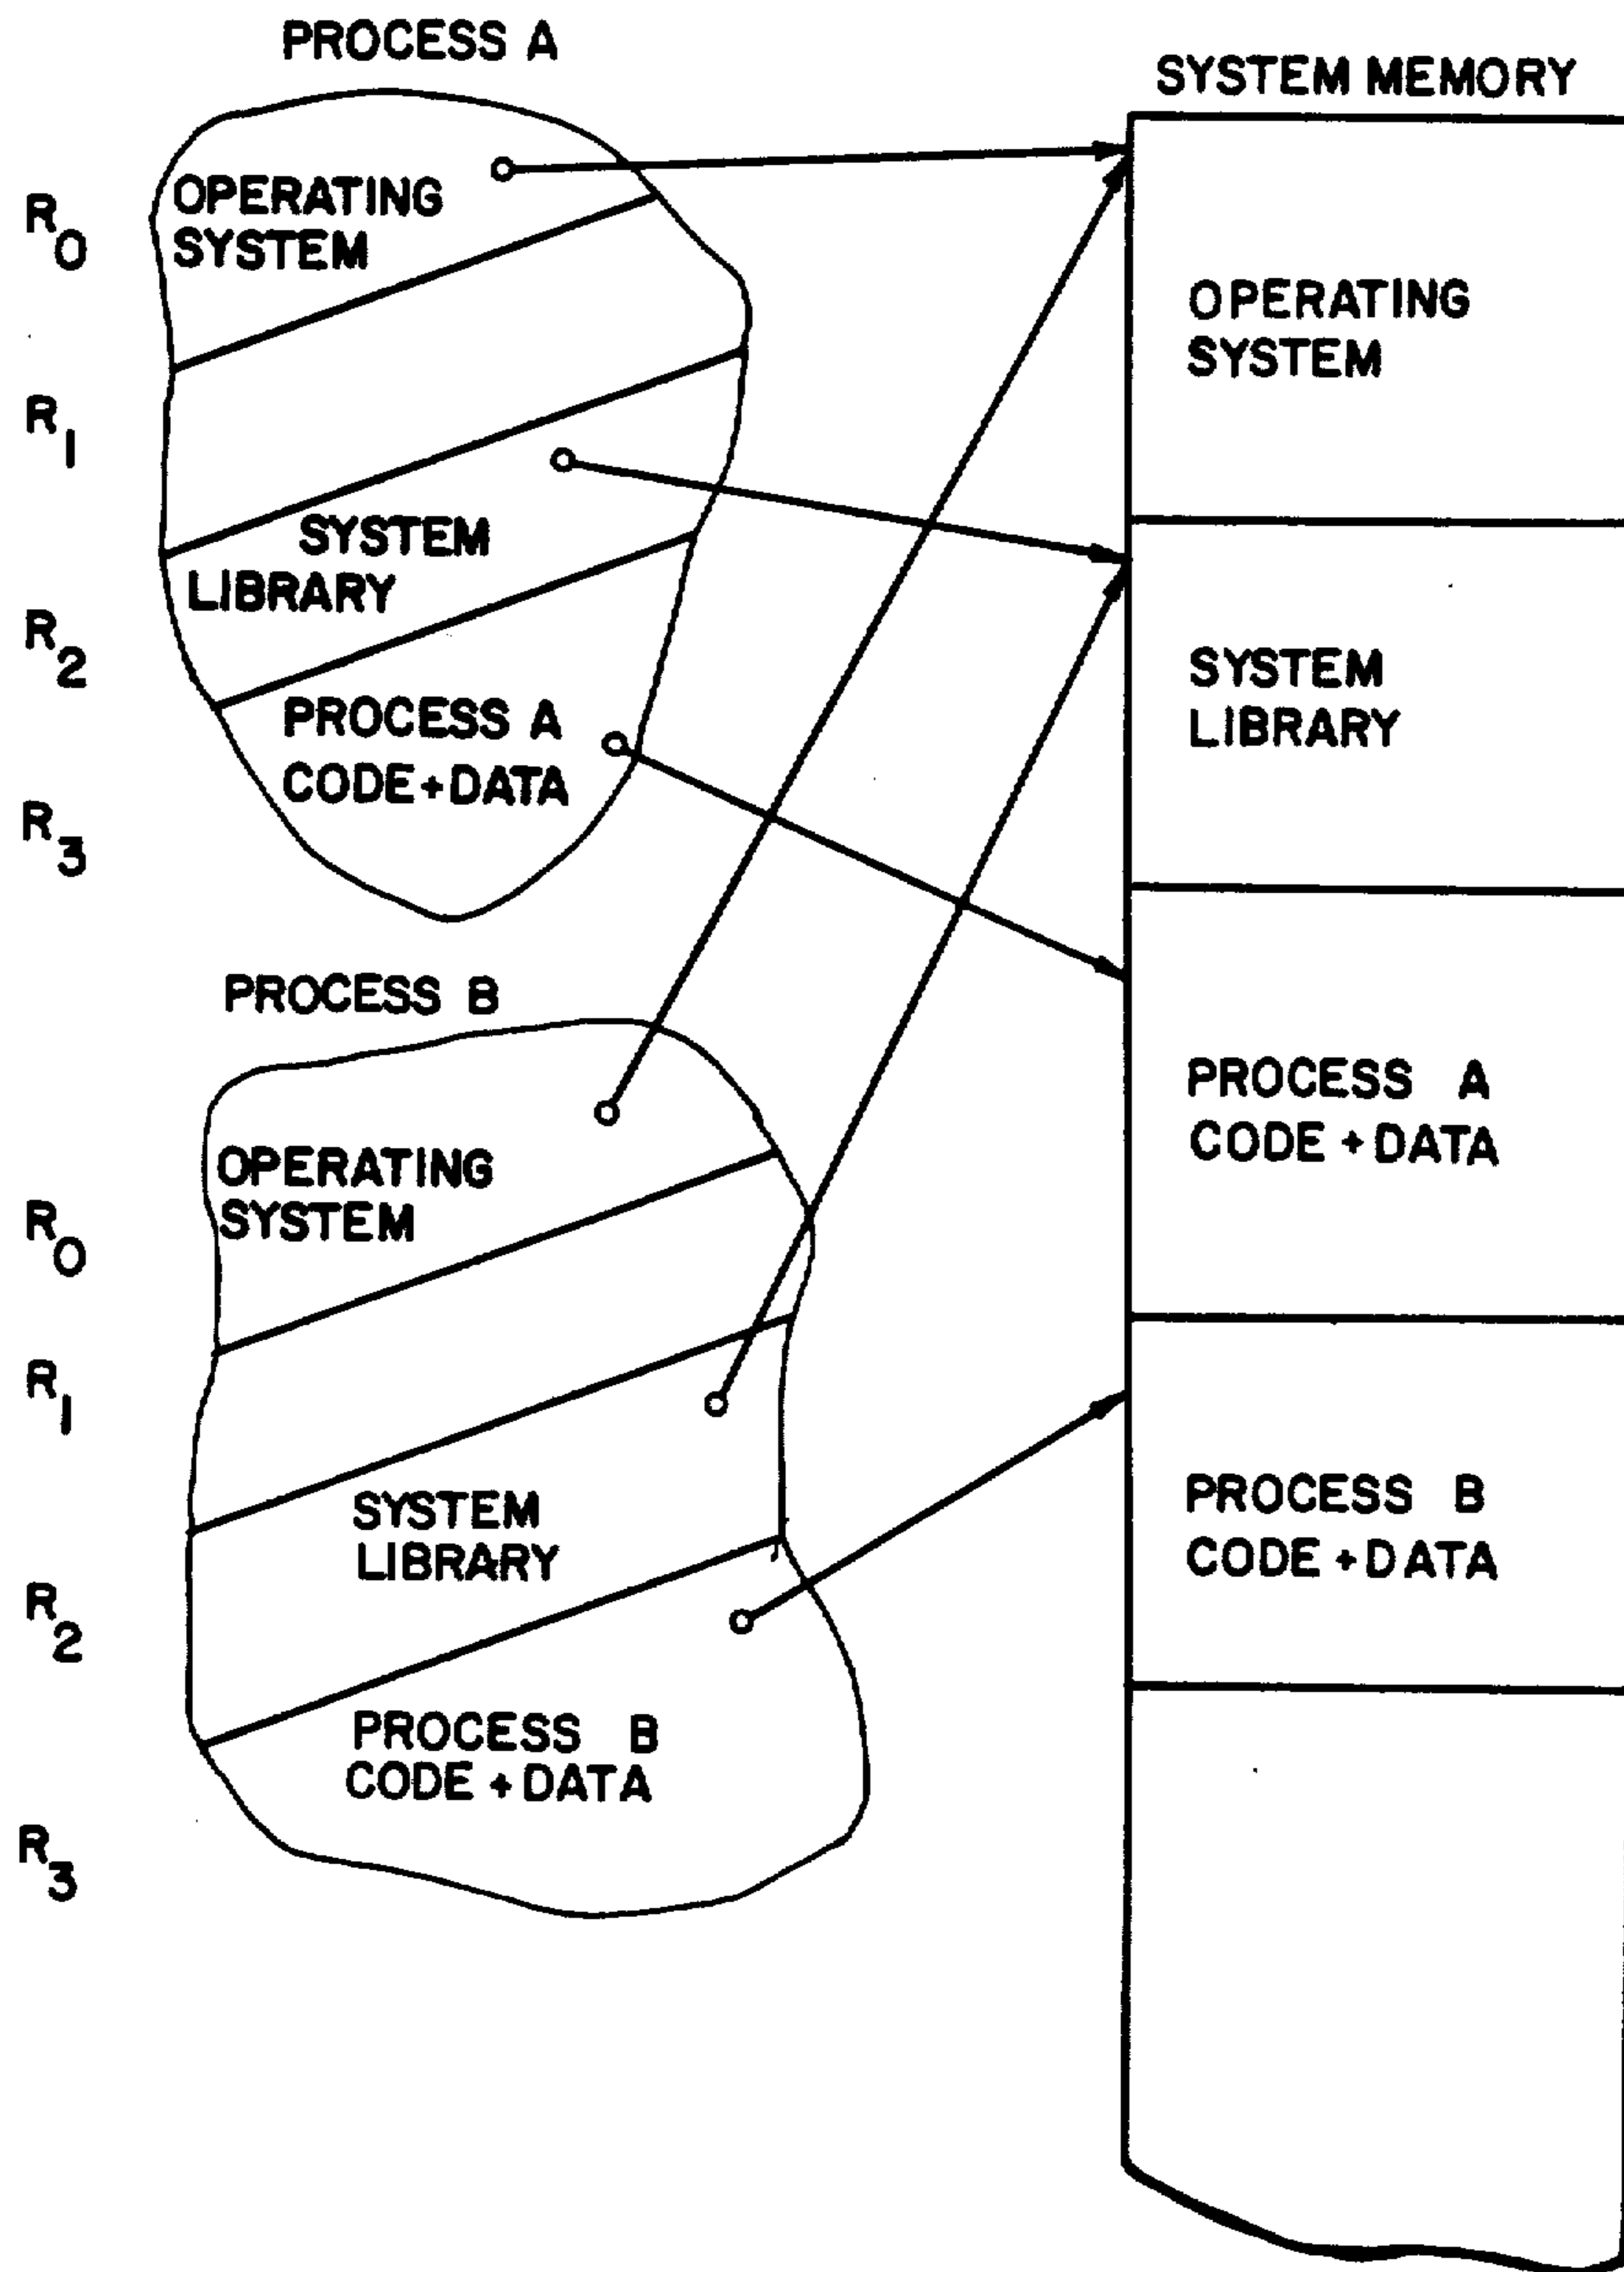 PROCESS A
R0
OPERATING
SYSTEM
R1
SYSTEM
LIBRARY
R2
PROCESS A
CODE+DATA
R3
PROCESS B
OPERATING
SYSTEM
R0
R1
SYSTEM
LIBRARY
R2
PROCESS B
CODE+DATA
R3
SYSTEM MEMORY
OPERATING
SYSTEM
SYSTEM
LIBRARY
PROCESS A
CODE+DATA
PROCESS B
CODE+DATA